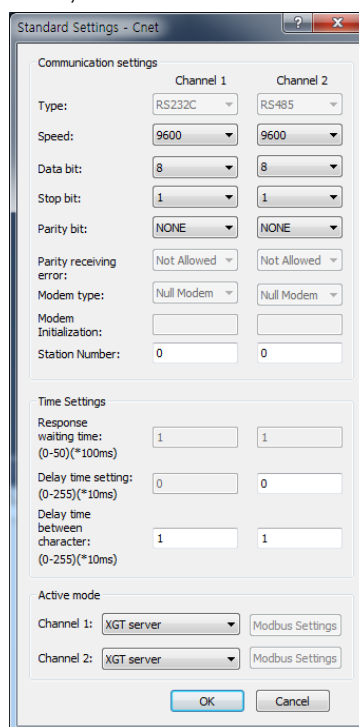 Standard Settings - Cnet
Communication settings
Channel 1 Channel 2
Type: RS232C RS485
Speed: 9600 9600
Data bit: 8 8
Stop bit: 1 1
Parity bit: NONE NONE
Parity receiving
error: Not Allowed Not Allowed
Modem type: Null Modem Null Modem
Modem
Initialization:
Station Number: 0 0
Time Settings
Response
waiting time: 1 1
(0-50)(*100ms)
Delay time setting: 0 0
(0-255)(*10ms)
Delay time
between
character: 1 1
(0-255)(*10ms)
Active mode
Channel 1: XGT server Modbus Settings
Channel 2: XGT server Modbus Settings
OK Cancel